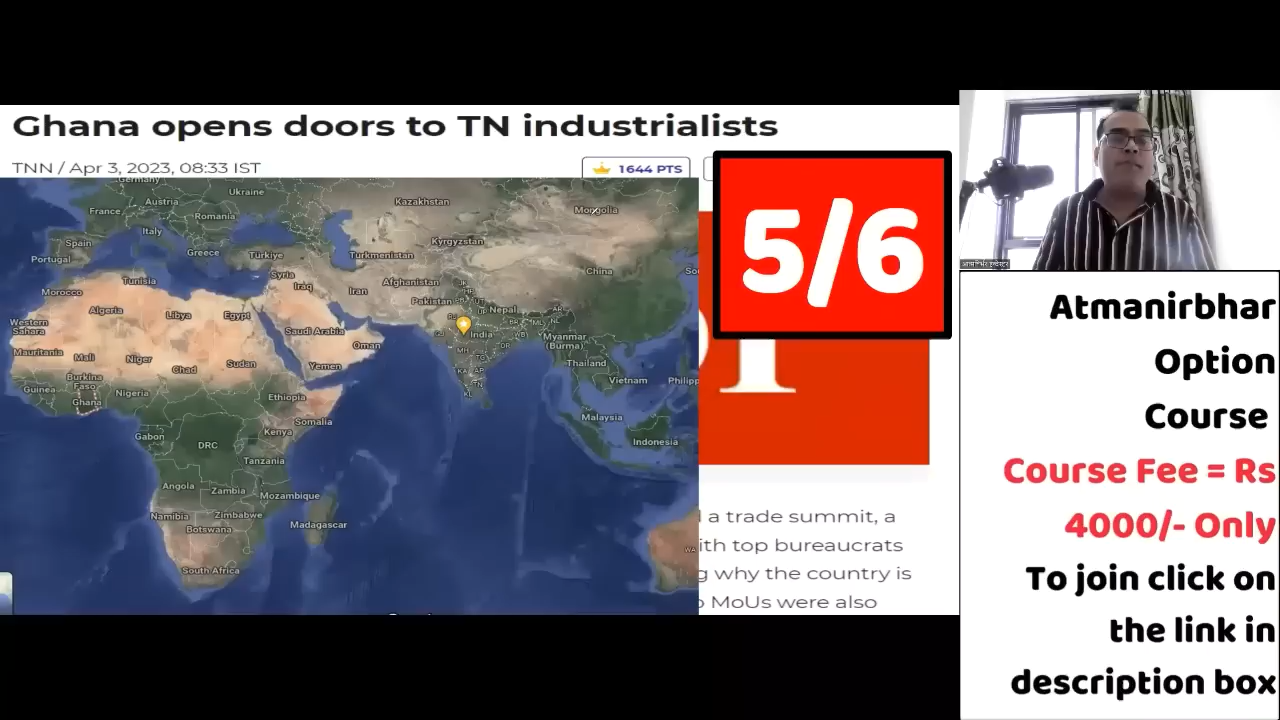 Ghana opens doors to TN industrialists
TNN / Apr 3, 2023, 08:33 IST
1644 PTS
5/6
Germany
Ukraine
Kazakhstan
Mongolia
France
Austria
Romania
Italy
Kyrgyzstan
Spain
Greece
Türkiye
Turkmenistan
Portugal
Syria
China
Tunisia
Iraq
Iran
Afghanistan
Morocco
Pakistan
Nepal
Algeria
Libya
Egypt
Western
Sahara
Saudi Arabia
India
Mauritania
Mali
Niger
Sudan
Oman
Myanmar
(Burma)
Chad
Yemen
Thailand
Burkina
Faso
Guinea
Nigeria
Ghana
Ethiopia
Vietnam
Philipp
Somalia
Malaysia
Gabon
DRC
Kenya
Indonesia
Tanzania
Angola
Zambia
Mozambique
Namibia
Zimbabwe
Madagascar
Botswana
South Africa
WA
l a trade summit, a
ith top bureaucrats
g why the country is
MoUs were also
Atmanirbhar
Option
Course
Course Fee = Rs
4000/- Only
To join click on
the link in
description box